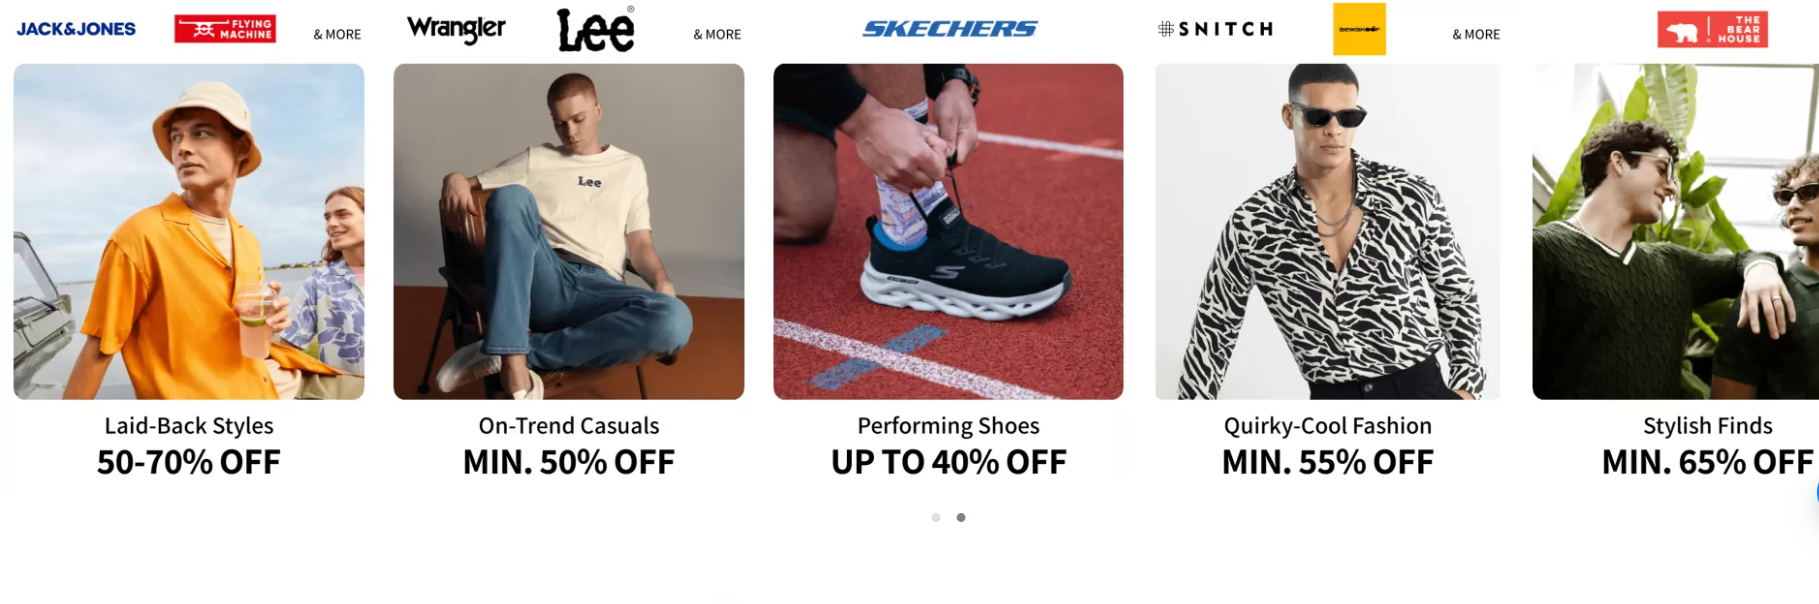 JACK&JONES
FLYING
MACHINE
& MORE
Wrangler
Lee
®
& MORE
SKECHERS
SNITCH
bewakoof
& MORE
THE
BEAR
HOUSE
Lee
Laid-Back Styles
50-70% OFF
On-Trend Casuals
MIN. 50% OFF
Performing Shoes
UP TO 40% OFF
Quirky-Cool Fashion
MIN. 55% OFF
Stylish Finds
MIN. 65% OFF